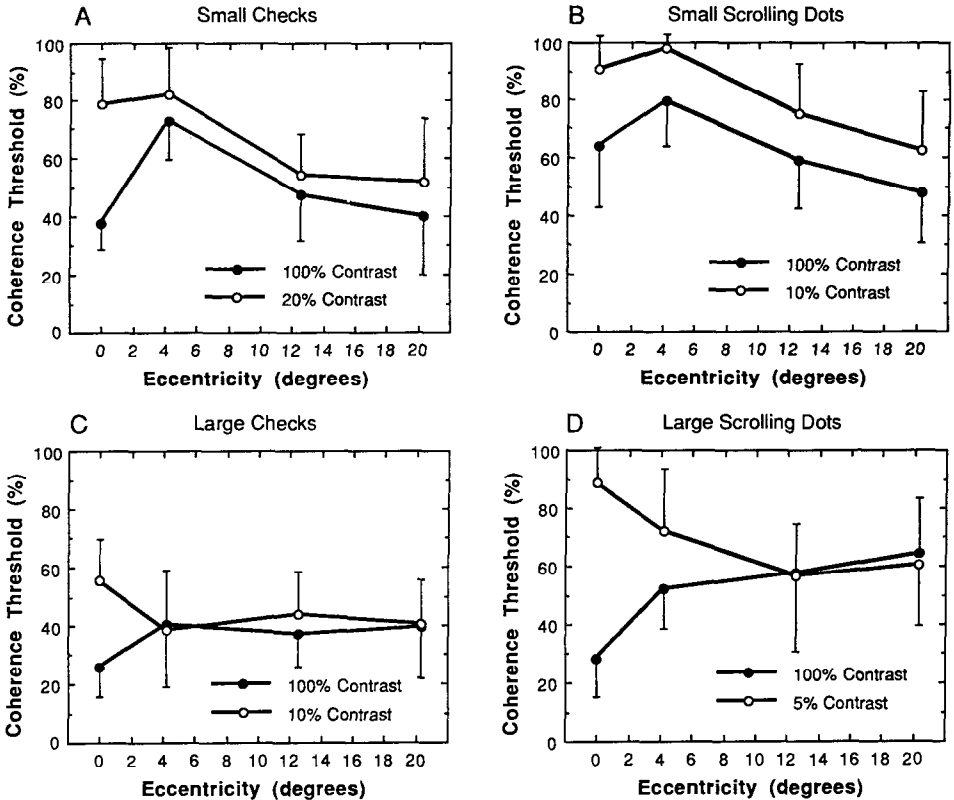 A
Small Checks
Coherence Threshold (%)
100
80
60
40
20
0
100% Contrast
20% Contrast
0 2 4 6 8 10 12 14 16 18 20
Eccentricity (degrees)
B
Small Scrolling Dots
Coherence Threshold (%)
100
80
60
40
20
0
100% Contrast
10% Contrast
0 2 4 6 8 10 12 14 16 18 20
Eccentricity (degrees)
C
Large Checks
Coherence Threshold (%)
100
80
60
40
20
0
100% Contrast
10% Contrast
0 2 4 6 8 10 12 14 16 18 20
Eccentricity (degrees)
D
Large Scrolling Dots
Coherence Threshold (%)
100
80
60
40
20
0
100% Contrast
5% Contrast
0 2 4 6 8 10 12 14 16 18 20
Eccentricity (degrees)